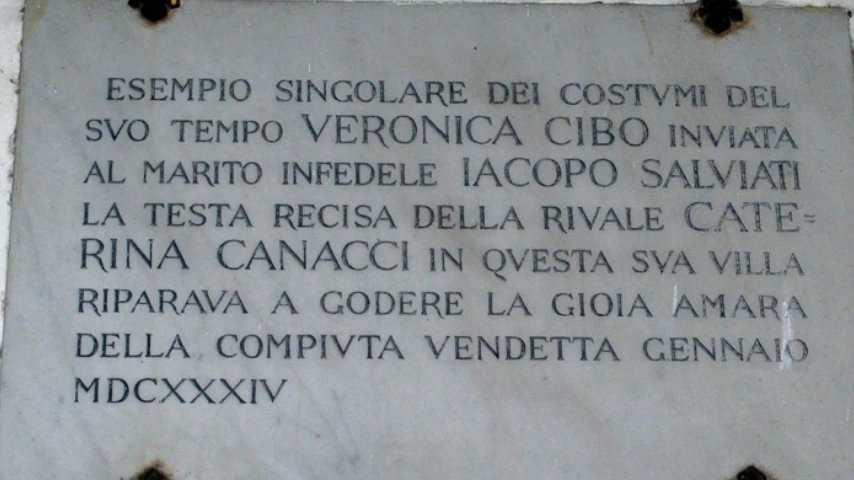 ESEMPIO SINGOLARE DEI COSTVMI DEL
SVO TEMPO VERONICA CIBO INVIATA
AL MARITO INFEDELE IACOPO SALVIATI
LA TESTA RECISA DELLA RIVALE CATE=
RINA CANACCI IN QVESTA SVA VILLA
RIPARAVA A GODERE LA GIOIA AMARA
DELLA COMPIVTA VENDETTA GENNAIO
MDCXXXIV